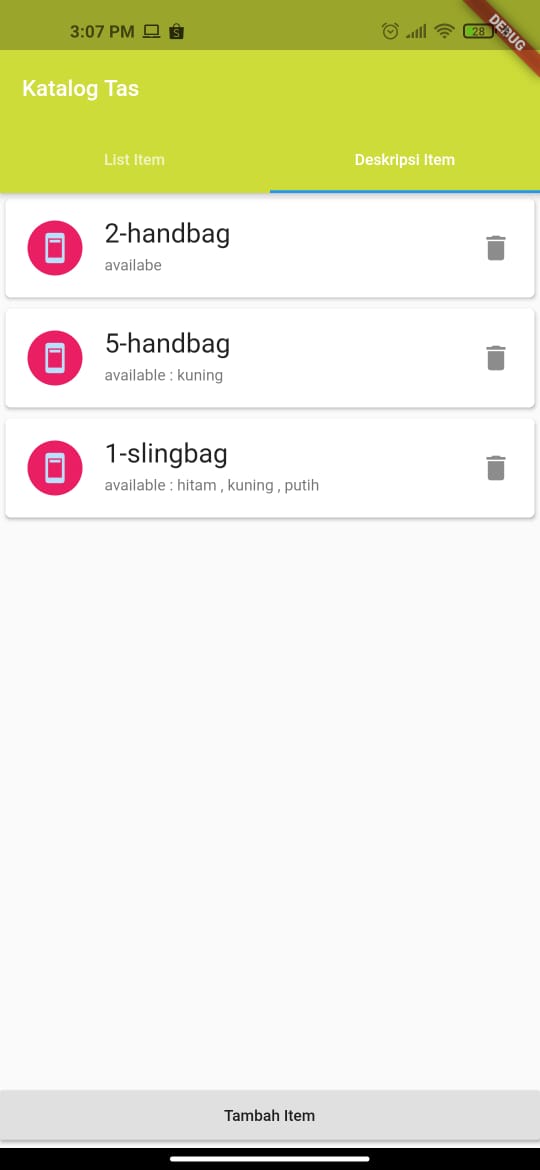 3:07 PM
28
DEBUG
Katalog Tas
List Item
Deskripsi Item
2-handbag
availabe
5-handbag
available : kuning
1-slingbag
available : hitam , kuning , putih
Tambah Item